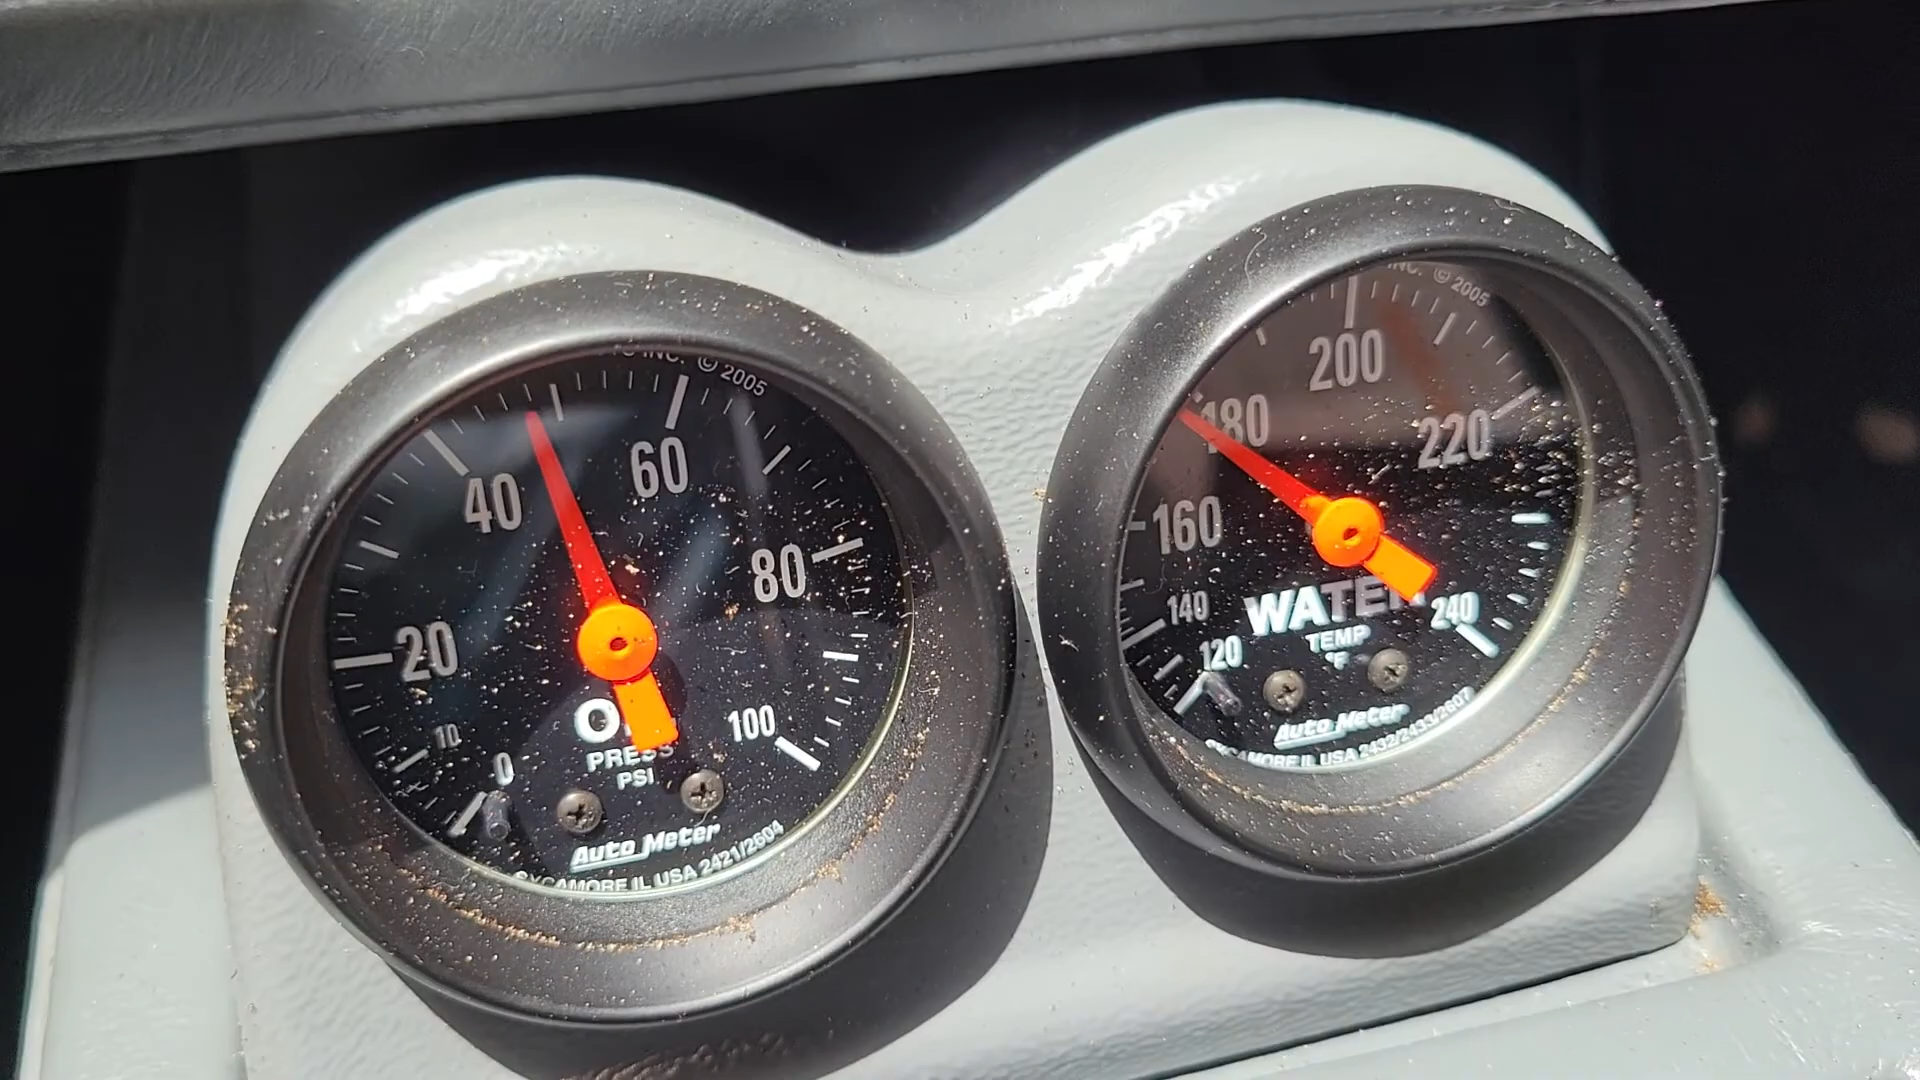 INC. © 2005
40
60
20
80
10
0
100
PRESS
PSI
Auto Meter
SYCAMORE IL USA 2421/2604
INC. © 2005
200
180
220
160
140
WATER
240
120
TEMP
°F
Auto Meter
SYCAMORE IL USA 2432/2433/2607